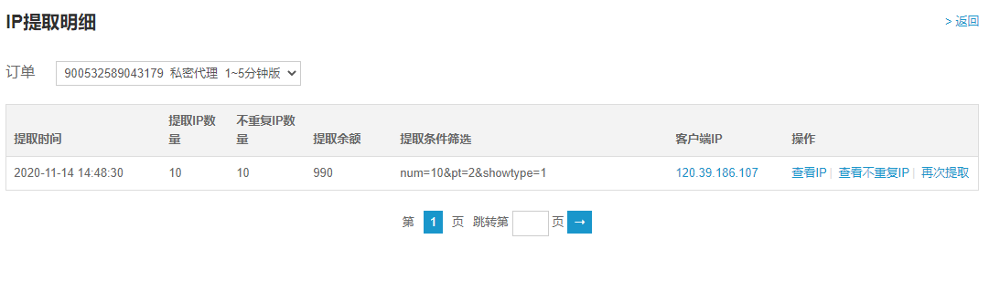 IP提取明细
> 返回
订单 900532589043179 私密代理 1~5分钟版
提取时间 提取IP数量 不重复IP数量 提取余额 提取条件筛选 客户端IP 操作
2020-11-14 14:48:30 10 10 990 num=10&pt=2&showtype=1 120.39.186.107 查看IP | 查看不重复IP | 再次提取
第 1 页 跳转第 页 →